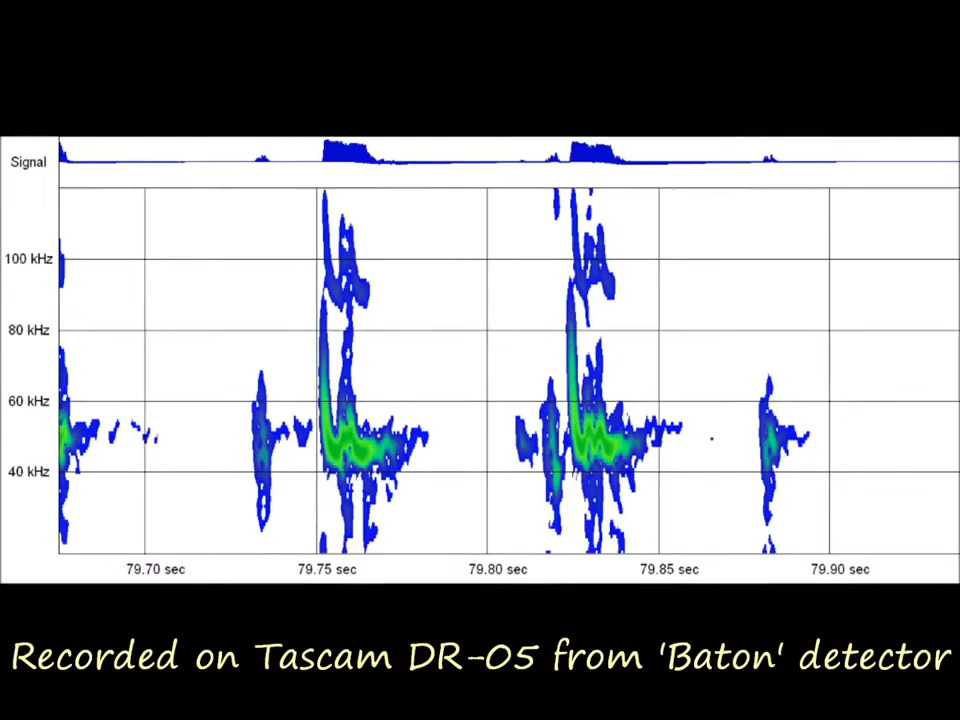 Signal
100 kHz
80 kHz
60 kHz
40 kHz
79.70 sec 79.75 sec 79.80 sec 79.85 sec 79.90 sec
Recorded on Tascam DR-05 from 'Baton' detector